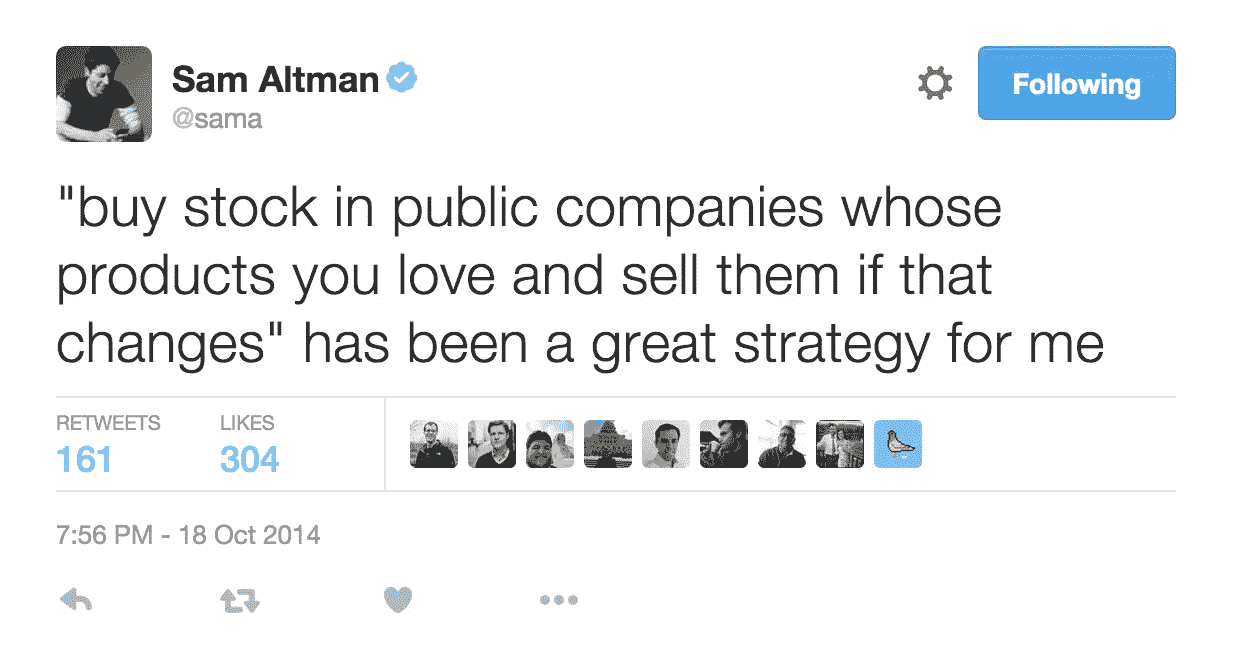 Sam Altman
@sama
Following
"buy stock in public companies whose
products you love and sell them if that
changes" has been a great strategy for me
RETWEETS LIKES
161 304
7:56 PM - 18 Oct 2014